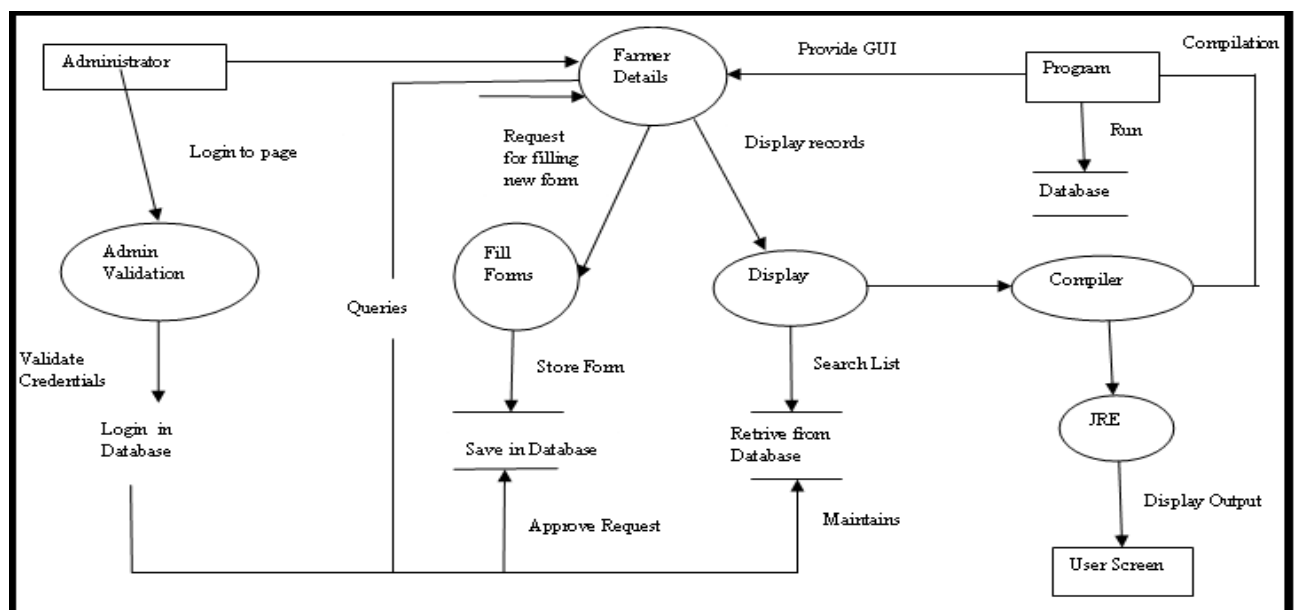 Administrator
Farmer
Details
Provide GUI
Compilation
Program
Login to page
Request
for filling
new form
Display records
Run
Database
Admin
Validation
Fill
Forms
Display
Compiler
Queries
Validate
Credentials
Store Form
Search List
Login in
Database
Save in Database
Retrive from
Database
JRE
Approve Request
Maintains
Display Output
User Screen